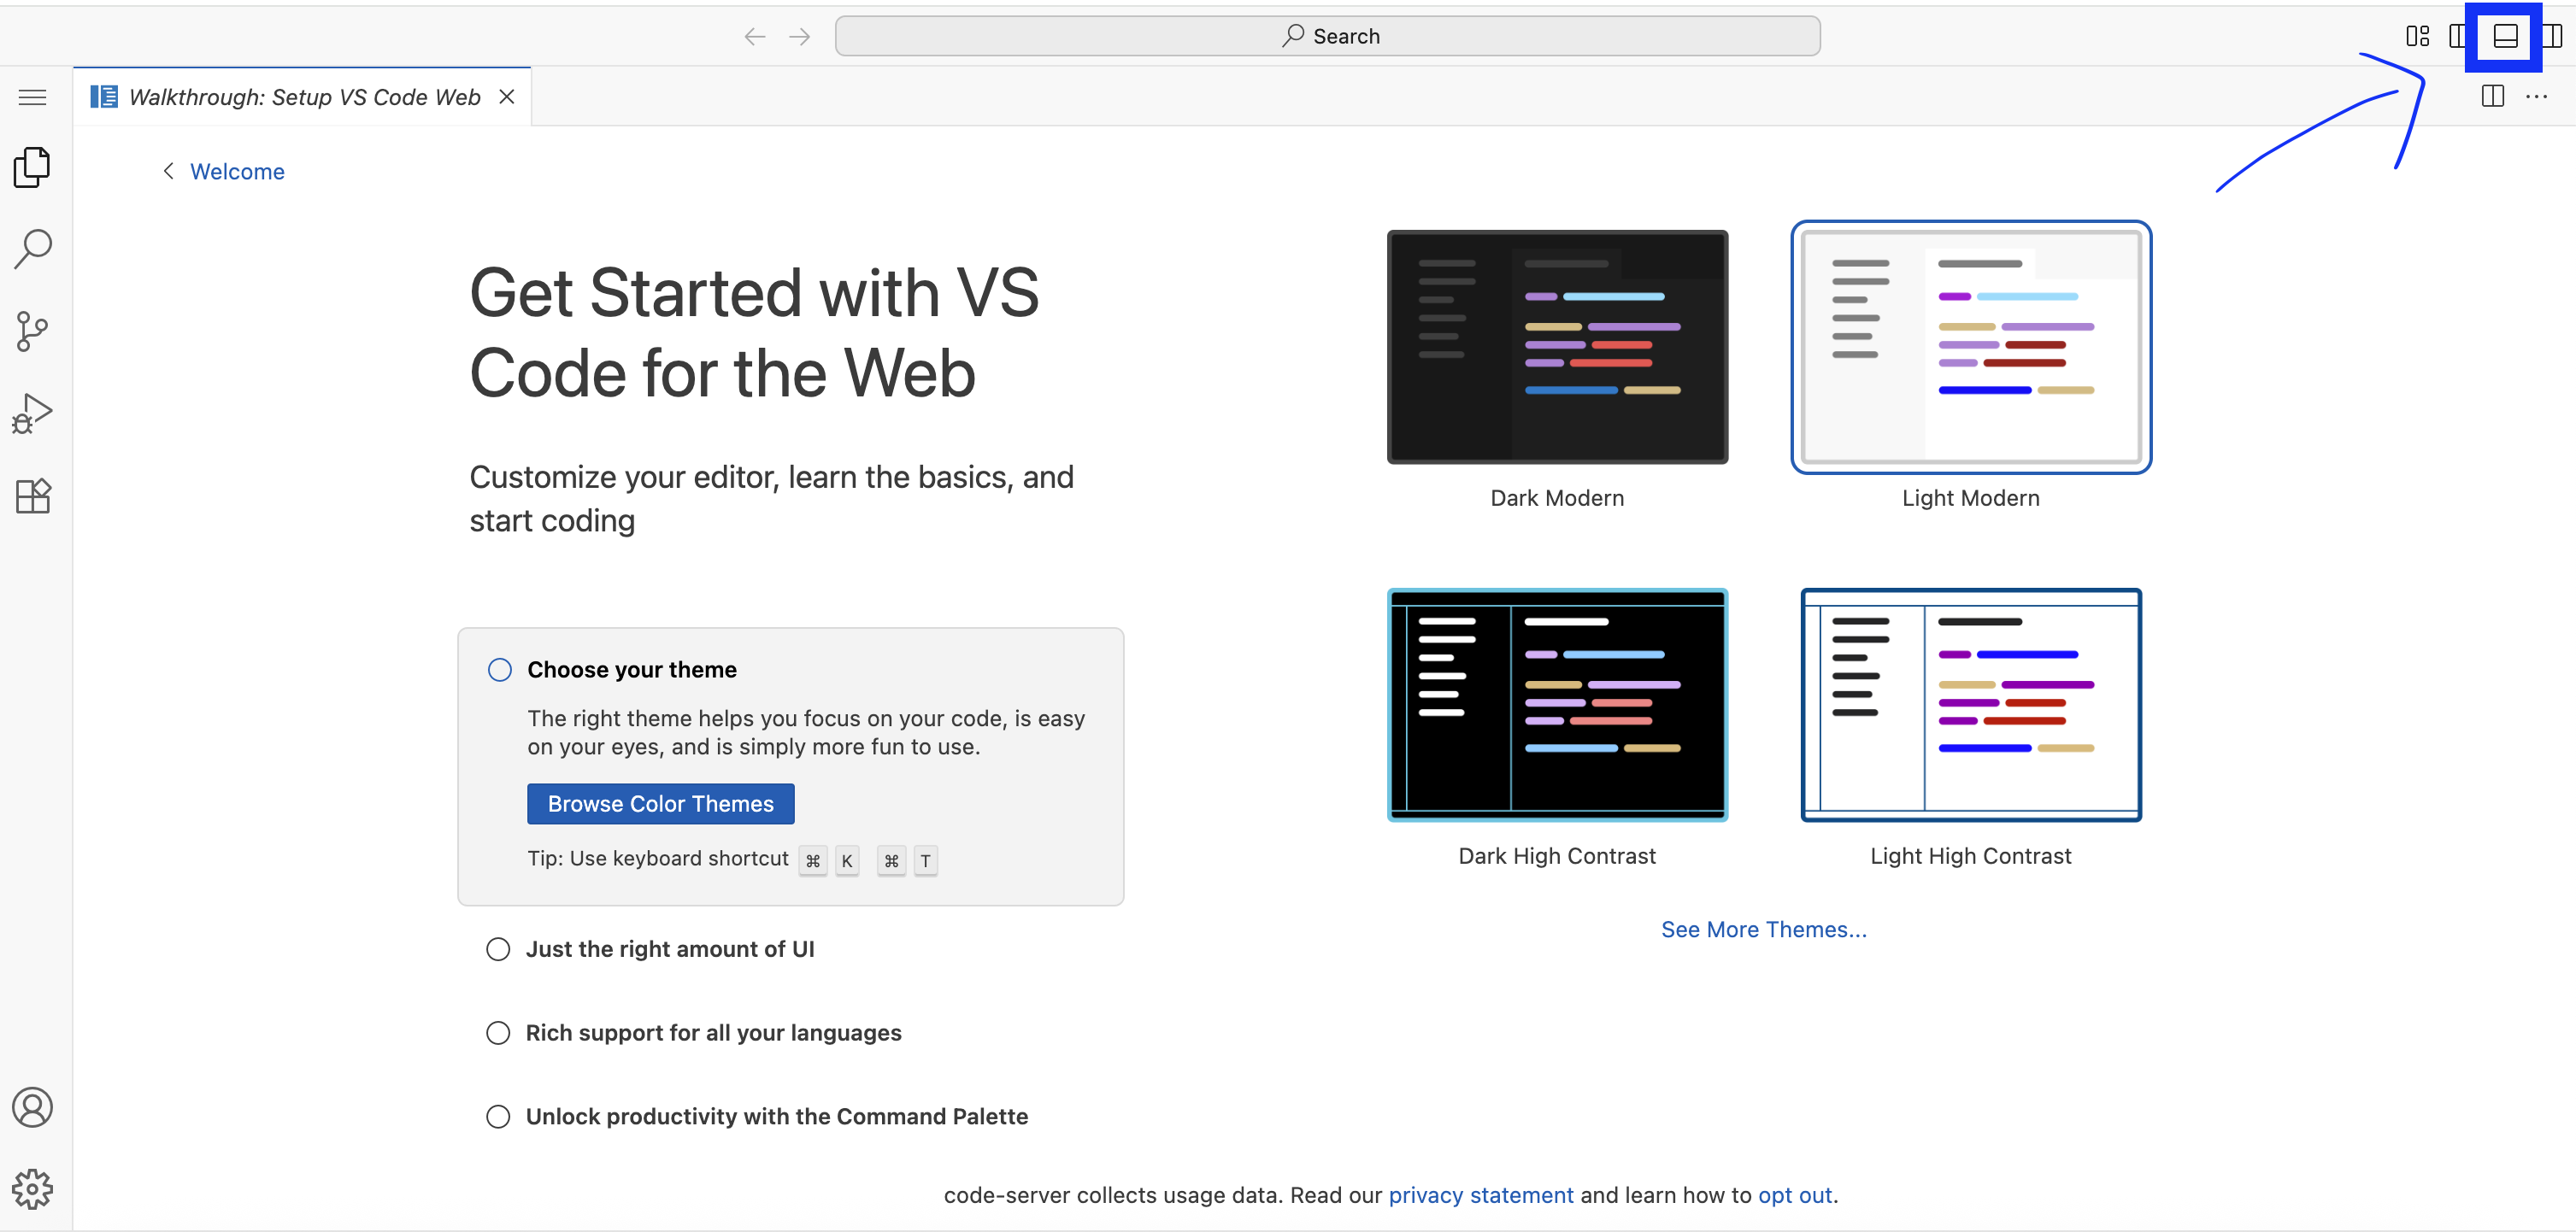 Search
Walkthrough: Setup VS Code Web
Welcome
Get Started with VS
Code for the Web
Customize your editor, learn the basics, and
start coding
Choose your theme
The right theme helps you focus on your code, is easy
on your eyes, and is simply more fun to use.
Browse Color Themes
Tip: Use keyboard shortcut ⌘ K ⌘ T
Just the right amount of UI
Rich support for all your languages
Unlock productivity with the Command Palette
Dark Modern
Light Modern
Dark High Contrast
Light High Contrast
See More Themes...
code-server collects usage data. Read our privacy statement and learn how to opt out.